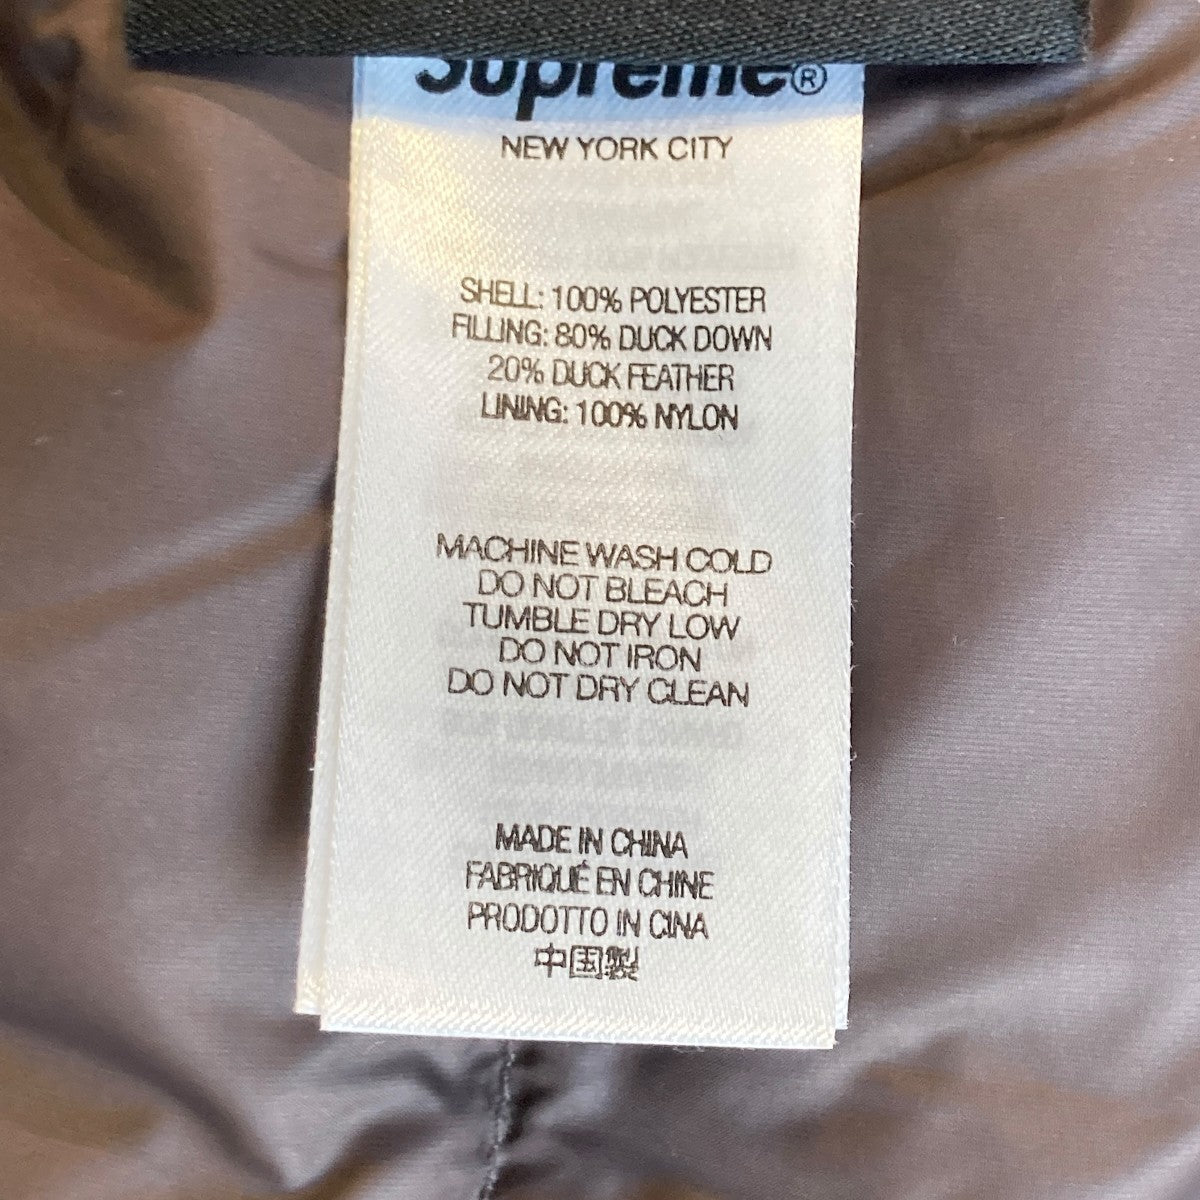 Supreme®
NEW YORK CITY
SHELL: 100% POLYESTER
FILLING: 80% DUCK DOWN
20% DUCK FEATHER
LINING: 100% NYLON
MACHINE WASH COLD
DO NOT BLEACH
TUMBLE DRY LOW
DO NOT IRON
DO NOT DRY CLEAN
MADE IN CHINA
FABRIQUÉ EN CHINE
PRODOTTO IN CINA
中国製